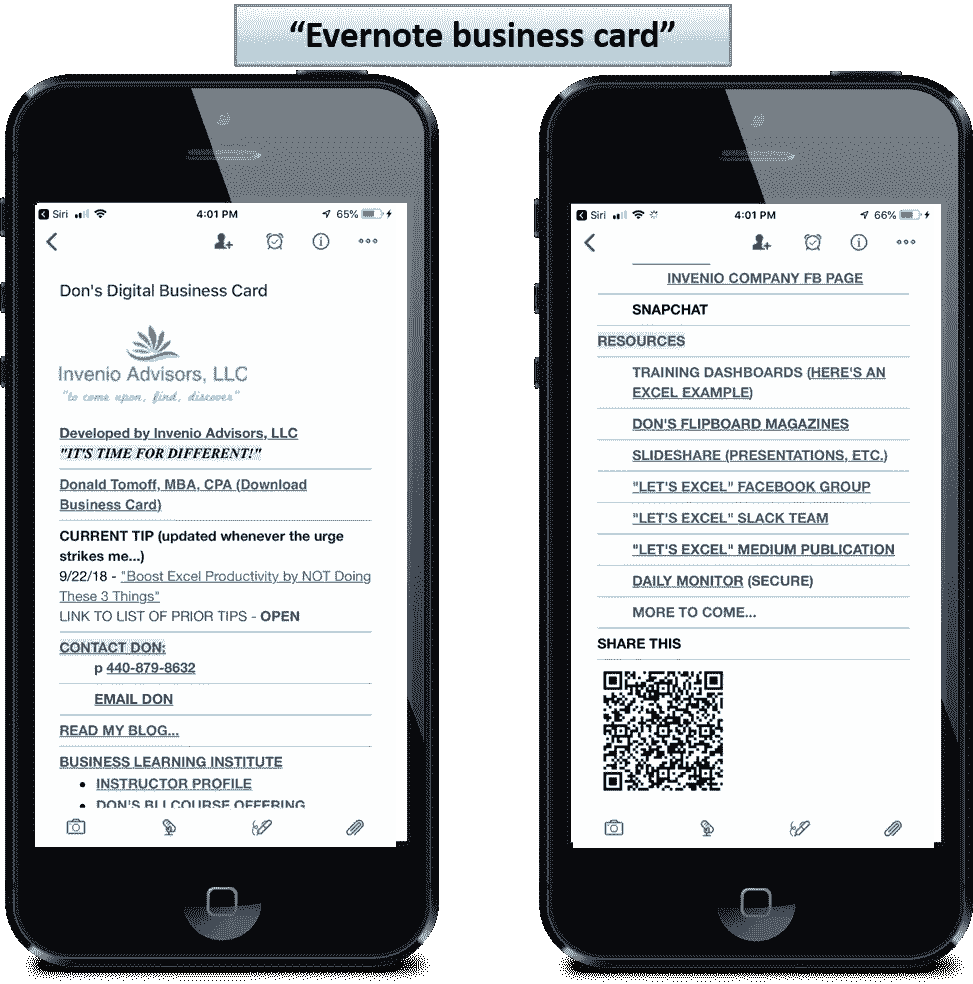 “Evernote business card”
Siri
4:01 PM
65%
Don's Digital Business Card
Invenio Advisors, LLC
"to come upon, find, discover"
Developed by Invenio Advisors, LLC
"IT'S TIME FOR DIFFERENT!"
Donald Tomoff, MBA, CPA (Download
Business Card)
CURRENT TIP (updated whenever the urge
strikes me...)
9/22/18 - "Boost Excel Productivity by NOT Doing
These 3 Things"
LINK TO LIST OF PRIOR TIPS - OPEN
CONTACT DON:
p 440-879-8632
EMAIL DON
READ MY BLOG...
BUSINESS LEARNING INSTITUTE
• INSTRUCTOR PROFILE
• DON'S BLI COURSE OFFERING
Siri
4:01 PM
66%
INVENIO COMPANY FB PAGE
SNAPCHAT
RESOURCES
TRAINING DASHBOARDS (HERE'S AN
EXCEL EXAMPLE)
DON'S FLIPBOARD MAGAZINES
SLIDESHARE (PRESENTATIONS, ETC.)
"LET'S EXCEL" FACEBOOK GROUP
"LET'S EXCEL" SLACK TEAM
"LET'S EXCEL" MEDIUM PUBLICATION
DAILY MONITOR (SECURE)
MORE TO COME...
SHARE THIS